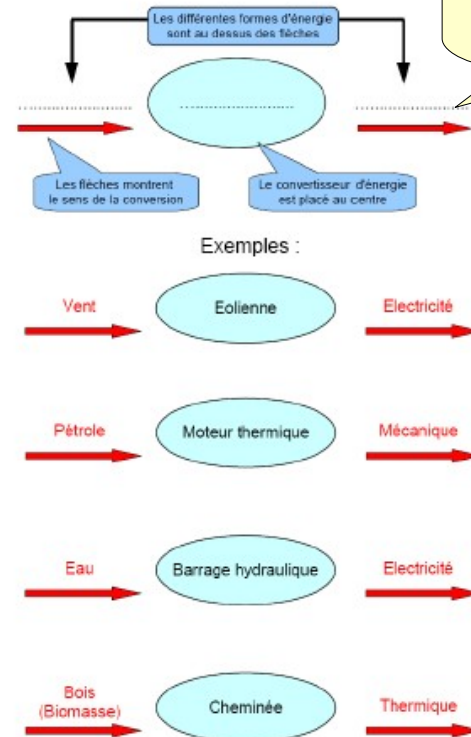 Les différentes formes d'énergie
sont au dessus des flèches
Les flèches montrent
le sens de la conversion
Le convertisseur d'énergie
est placé au centre
Exemples :
Vent
Eolienne
Electricité
Pétrole
Moteur thermique
Mécanique
Eau
Barrage hydraulique
Electricité
Bois
(Biomasse)
Cheminée
Thermique